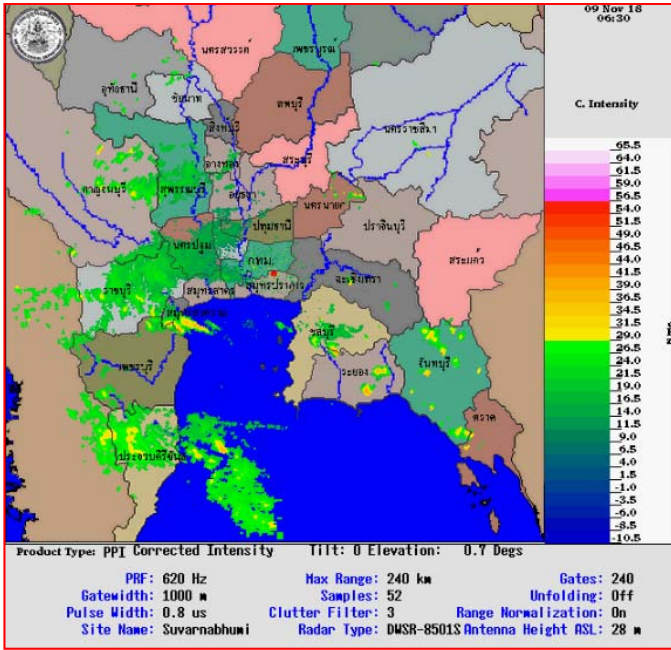 09 Nov 18
06:30
C. Intensity
นครสวรรค์
เพชรบูรณ์
อุทัยธานี
ชัยนาท
ลพบุรี
สิงห์บุรี
นครราชสีมา
อ่างทอง
สระบุรี
กาญจนบุรี
สุพรรณบุรี
อยุธยา
นครนายก
ปราจีนบุรี
ปทุมธานี
นครปฐม
กทม.
สระแก้ว
ราชบุรี
สมุทรสาคร
สมุทรปราการ
ฉะเชิงเทรา
สมุทรสงคราม
ชลบุรี
เพชรบุรี
ระยอง
จันทบุรี
ตราด
ประจวบคีรีขันธ์
65.5
64.0
61.5
59.0
56.5
54.0
51.5
49.0
46.5
44.0
41.5
39.0
36.5
34.0
31.5
29.0
26.5
24.0
21.5
19.0
16.5
14.0
11.5
9.0
6.5
4.0
1.5
-1.0
-3.5
-6.0
-8.5
-10.5
Product Type: PPI Corrected Intensity Tilt: 0 Elevation: 0.7 Degs
PRF: 620 Hz Max Range: 240 km Gates: 240
Gatewidth: 1000 m Samples: 52 Unfolding: Off
Pulse Width: 0.8 us Clutter Filter: 3 Range Normalization: On
Site Name: Suvarnabhumi Radar Type: DWSR-8501S Antenna Height ASL: 28 m